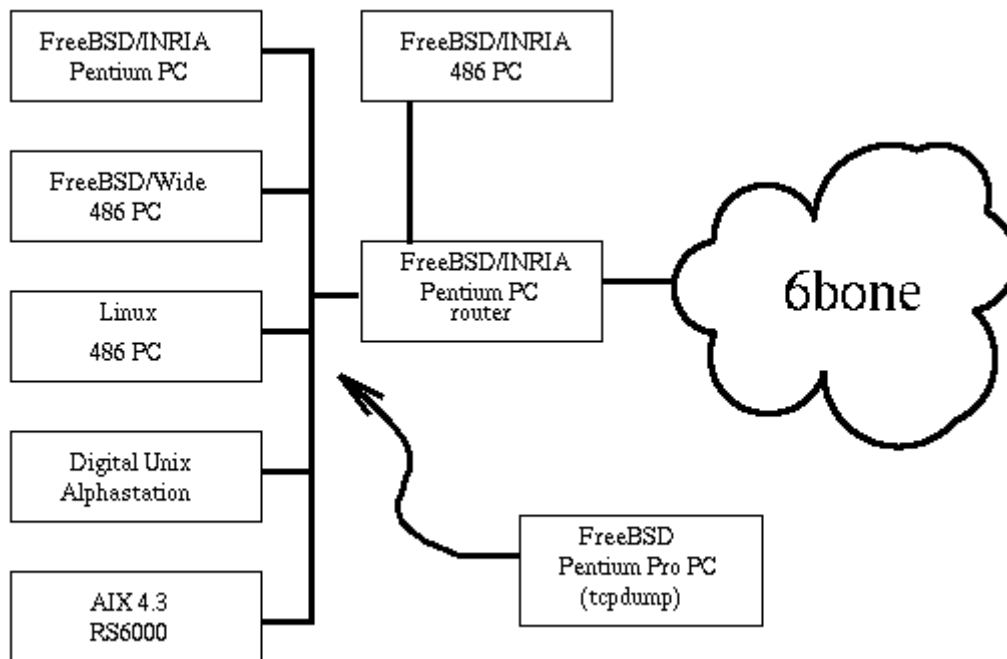 FreeBSD/INRIA
Pentium PC
FreeBSD/INRIA
486 PC
FreeBSD/Wide
486 PC
FreeBSD/INRIA
Pentium PC
router
6bone
Linux
486 PC
Digital Unix
Alphastation
FreeBSD
Pentium Pro PC
(tcpdump)
AIX 4.3
RS6000